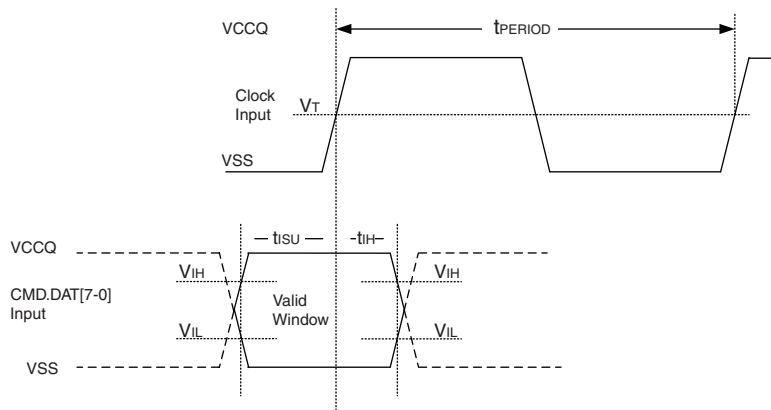 VCCQ
tPERIOD
Clock
Input
VT
VSS
VCCQ
tISU
tIH
VIH
VIH
CMD.DAT[7-0]
Input
Valid
Window
VIL
VIL
VSS